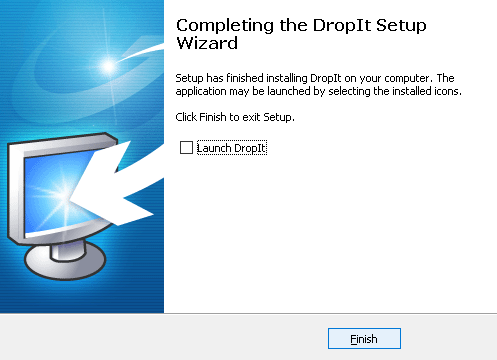 Completing the DropIt Setup
Wizard
Setup has finished installing DropIt on your computer. The
application may be launched by selecting the installed icons.
Click Finish to exit Setup.
Launch DropIt
Finish